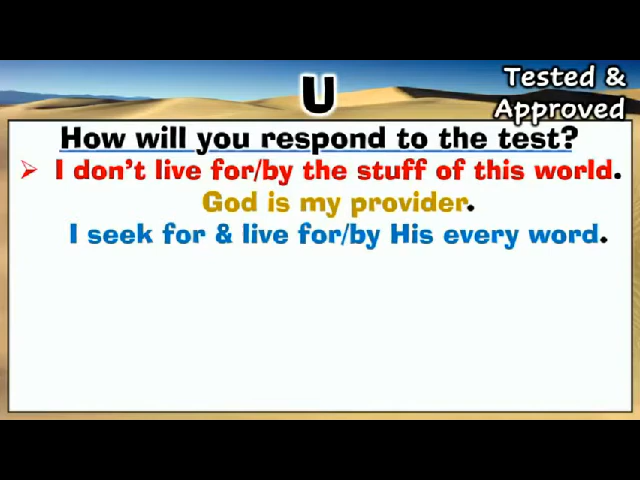 Tested &
Approved
U
How will you respond to the test?
➢ I don't live for/by the stuff of this world.
God is my provider.
I seek for & live for/by His every word.